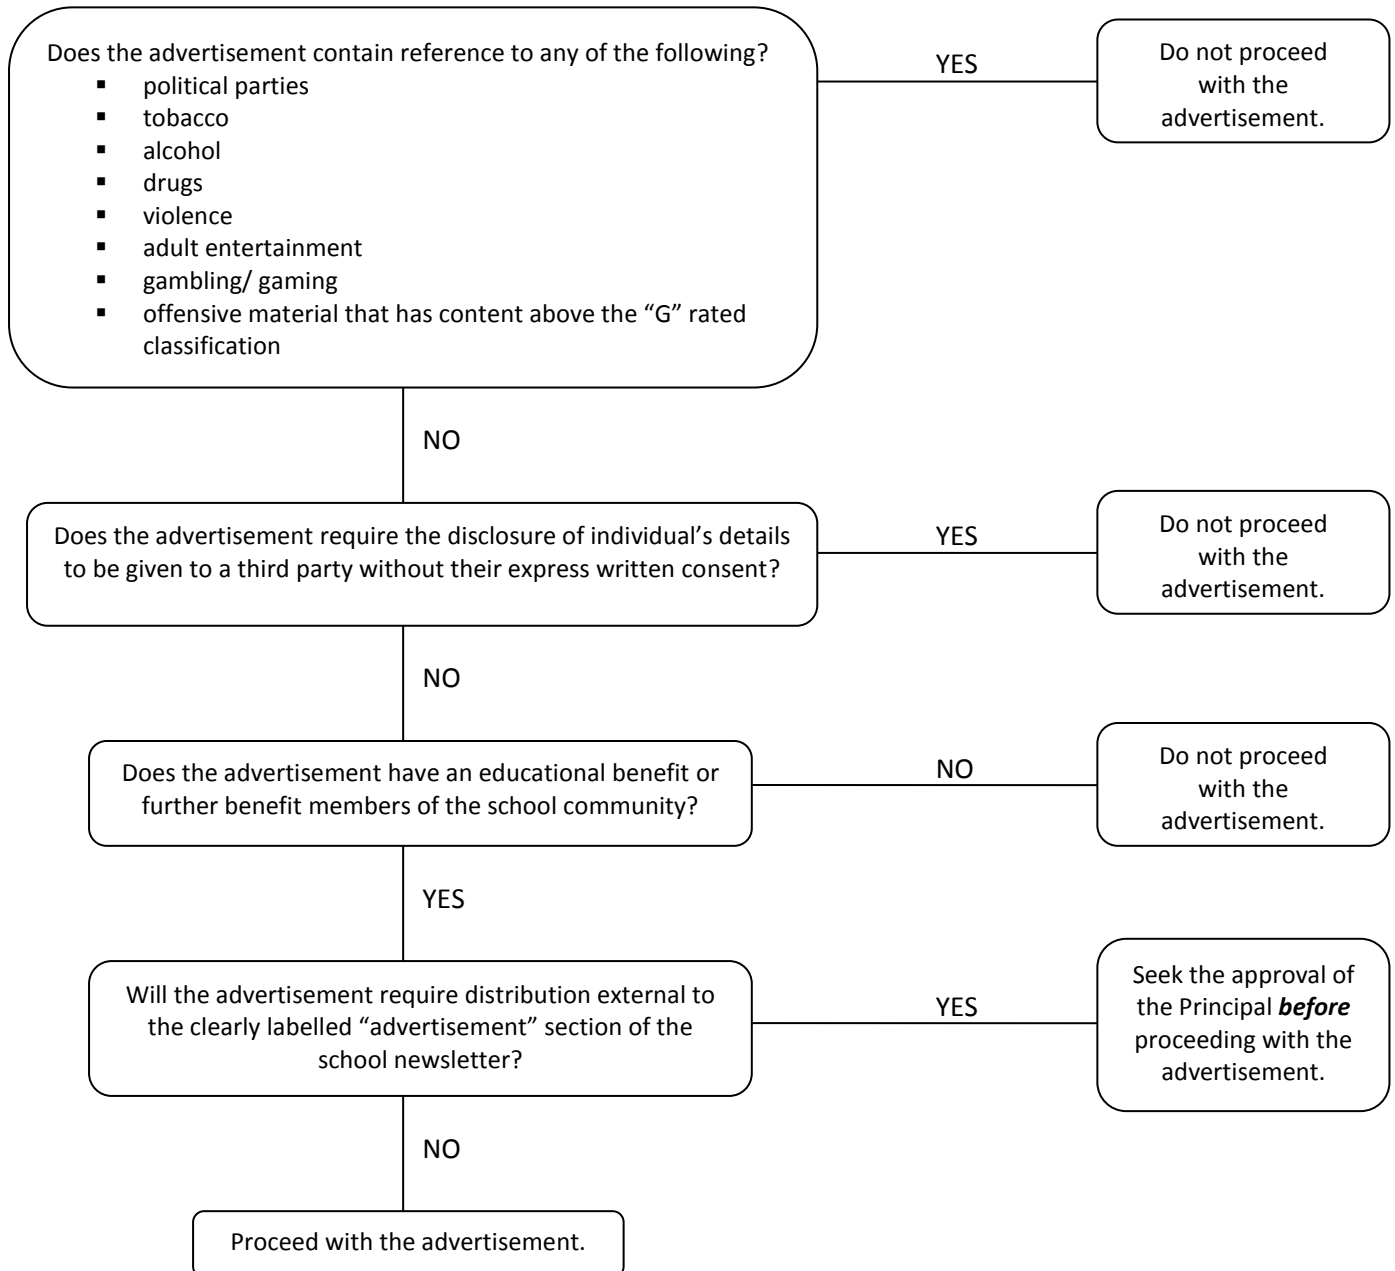 Does the advertisement contain reference to any of the following?
▪ political parties
▪ tobacco
▪ alcohol
▪ drugs
▪ violence
▪ adult entertainment
▪ gambling/ gaming
▪ offensive material that has content above the “G” rated
classification
YES
Do not proceed
with the
advertisement.
NO
Does the advertisement require the disclosure of individual’s details
to be given to a third party without their express written consent?
YES
Do not proceed
with the
advertisement.
NO
Does the advertisement have an educational benefit or
further benefit members of the school community?
NO
Do not proceed
with the
advertisement.
YES
Will the advertisement require distribution external to
the clearly labelled “advertisement” section of the
school newsletter?
YES
Seek the approval of
the Principal before
proceeding with the
advertisement.
NO
Proceed with the advertisement.